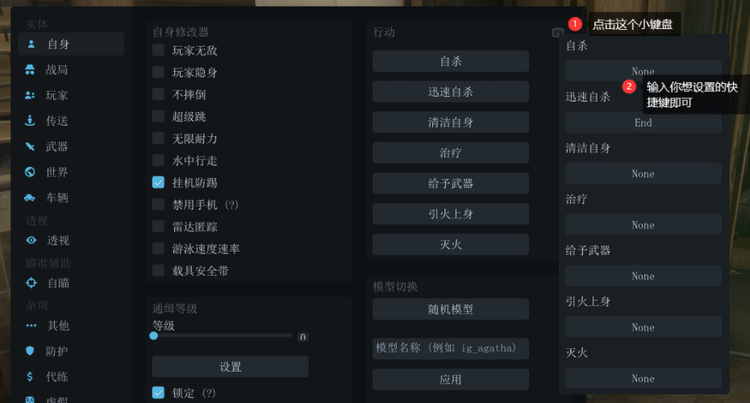 实体
自身
战局
玩家
传送
武器
世界
车辆
透视
透视
瞄准辅助
自瞄
杂项
其他
防护
代练
虚假
自身修改器
玩家无敌
玩家隐身
不摔倒
超级跳
无限耐力
水中行走
挂机防踢
禁用手机 (?)
雷达匿踪
游泳速度速率
载具安全带
通缉等级
等级
0
设置
锁定 (?)
行动
自杀
迅速自杀
清洁自身
治疗
给予武器
引火上身
灭火
模型切换
随机模型
模型名称 (例如 ig_agatha)
应用
1 点击这个小键盘
自杀
None
2 输入你想设置的快
捷键即可
迅速自杀
End
清洁自身
None
治疗
None
给予武器
None
引火上身
None
灭火
None